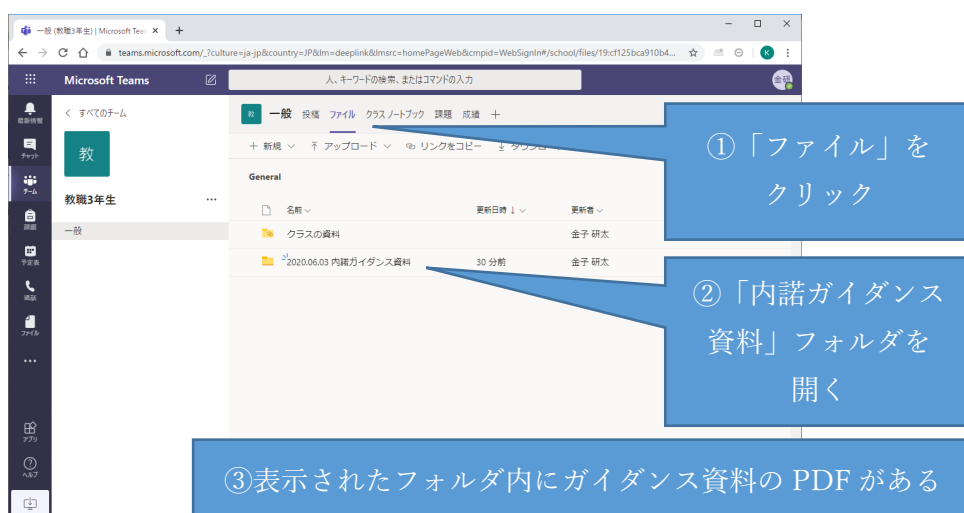 一般 (教職3年生) | Microsoft Tea
teams.microsoft.com/_?culture=ja-jp&country=JP&lm=deeplink&lmsrc=homePageWeb&cmpid=WebSignIn#/school/files/19:cf125bca910b4...
K
Microsoft Teams
人、キーワードの検索、またはコマンドの入力
金研
最新情報
チャット
チーム
課題
予定表
通話
ファイル
アプリ
ヘルプ
すべてのチーム
教
教職3年生
一般
教 一般 投稿 ファイル クラス ノートブック 課題 成績
新規 アップロード リンクをコピー
General
名前 更新日時 更新者
クラスの資料 金子 研太
2020.06.03 内諾ガイダンス資料 30 分前 金子 研太
①「ファイル」を
クリック
②「内諾ガイダンス
資料」フォルダを
開く
③表示されたフォルダ内にガイダンス資料の PDF がある